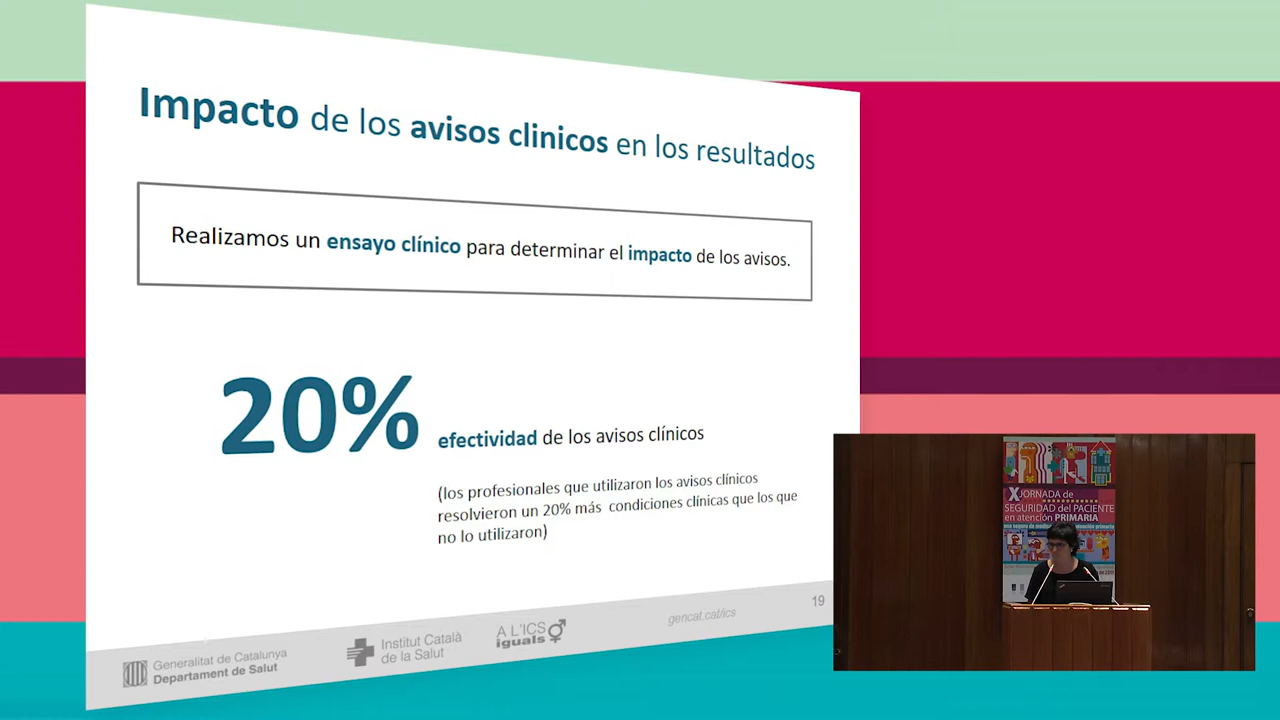 Impacto de los avisos clinicos en los resultados
Realizamos un ensayo clínico para determinar el impacto de los avisos.
20%
efectividad de los avisos clínicos
(los profesionales que utilizaron los avisos clínicos
resolvieron un 20% más condiciones clínicas que los que
no lo utilizaron)
19
Generalitat de Catalunya
Departament de Salut
Institut Català
de la Salut
A L'ICS
iguals
gencat.cat/ics
X JORNADA de
SEGURIDAD del PACIENTE
en atención PRIMARIA